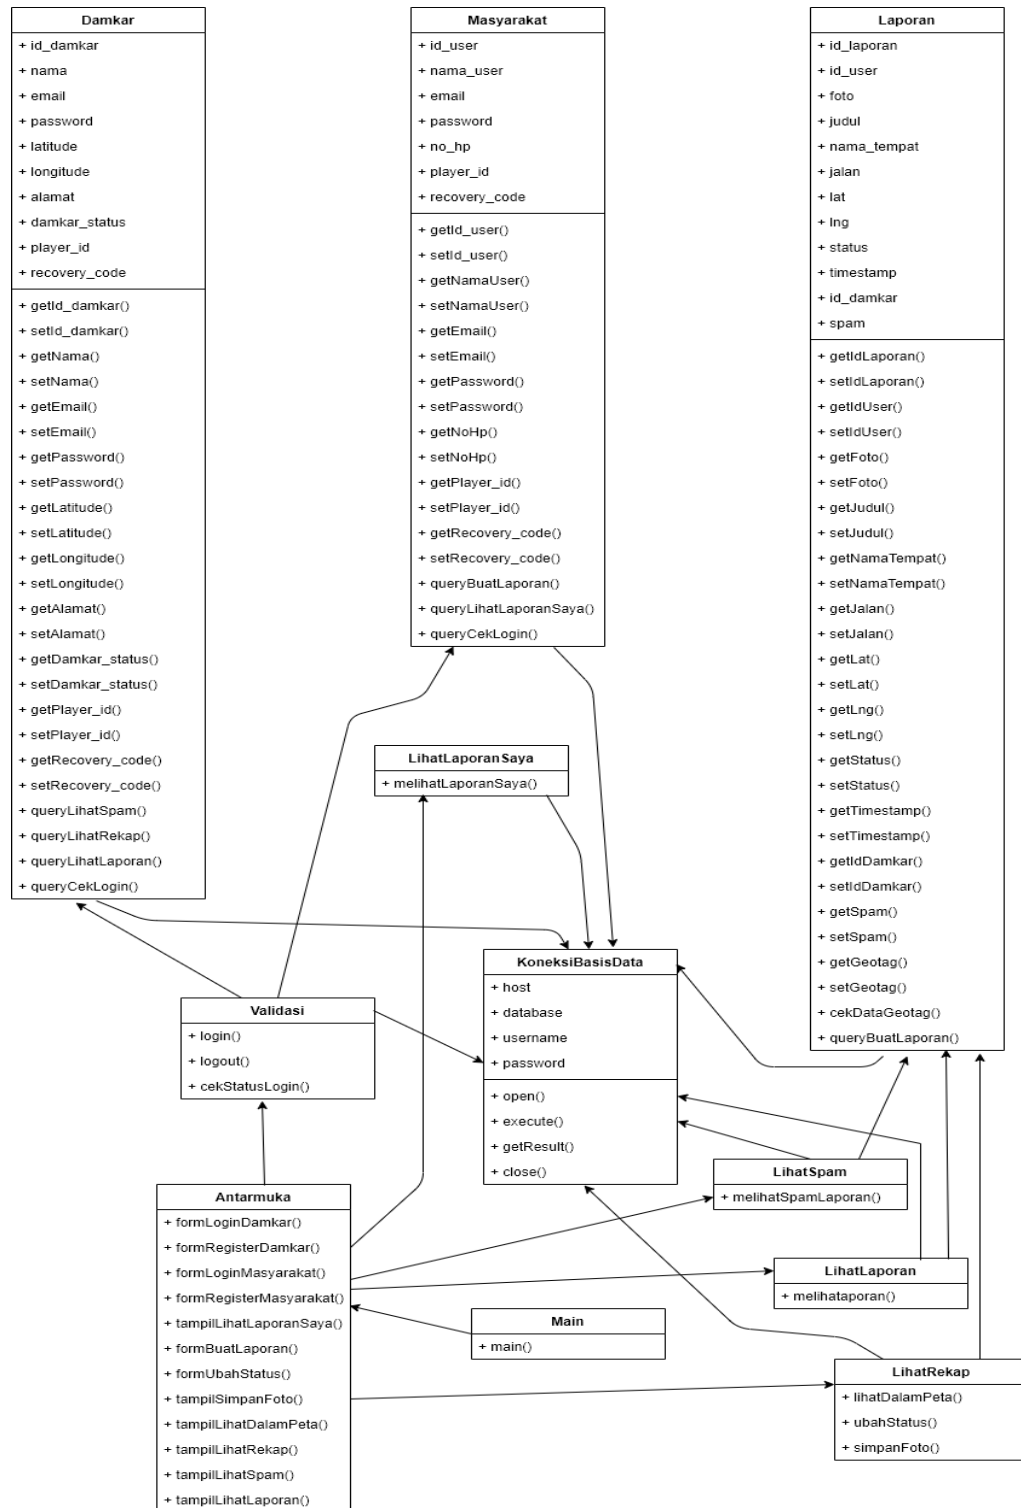 Damkar
+ id_damkar
+ nama
+ email
+ password
+ latitude
+ longitude
+ alamat
+ damkar_status
+ player_id
+ recovery_code
+ getId_damkar()
+ setId_damkar()
+ getNama()
+ setNama()
+ getEmail()
+ setEmail()
+ getPassword()
+ setPassword()
+ getLatitude()
+ setLatitude()
+ getLongitude()
+ setLongitude()
+ getAlamat()
+ setAlamat()
+ getDamkar_status()
+ setDamkar_status()
+ getPlayer_id()
+ setPlayer_id()
+ getRecovery_code()
+ setRecovery_code()
+ queryLihatSpam()
+ queryLihatRekap()
+ queryLihatLaporan()
+ queryCekLogin()
Masyarakat
+ id_user
+ nama_user
+ email
+ password
+ no_hp
+ player_id
+ recovery_code
+ getId_user()
+ setId_user()
+ getNamaUser()
+ setNamaUser()
+ getEmail()
+ setEmail()
+ getPassword()
+ setPassword()
+ getNoHp()
+ setNoHp()
+ getPlayer_id()
+ setPlayer_id()
+ getRecovery_code()
+ setRecovery_code()
+ queryBuatLaporan()
+ queryLihatLaporanSaya()
+ queryCekLogin()
Laporan
+ id_laporan
+ id_user
+ foto
+ judul
+ nama_tempat
+ jalan
+ lat
+ lng
+ status
+ timestamp
+ id_damkar
+ spam
+ getIdLaporan()
+ setIdLaporan()
+ getIdUser()
+ setIdUser()
+ getFoto()
+ setFoto()
+ getJudul()
+ setJudul()
+ getNamaTempat()
+ setNamaTempat()
+ getJalan()
+ setJalan()
+ getLat()
+ setLat()
+ getLng()
+ setLng()
+ getStatus()
+ setStatus()
+ getTimestamp()
+ setTimestamp()
+ getIdDamkar()
+ setIdDamkar()
+ getSpam()
+ setSpam()
+ getGeotag()
+ setGeotag()
+ cekDataGeotag()
+ queryBuatLaporan()
LihatLaporanSaya
+ melihatLaporanSaya()
KoneksiBasisData
+ host
+ database
+ username
+ password
+ open()
+ execute()
+ getResult()
+ close()
Validasi
+ login()
+ logout()
+ cekStatusLogin()
LihatSpam
+ melihatSpamLaporan()
Antarmuka
+ formLoginDamkar()
+ formRegisterDamkar()
+ formLoginMasyarakat()
+ formRegisterMasyarakat()
+ tampilLihatLaporanSaya()
+ formBuatLaporan()
+ formUbahStatus()
+ tampilSimpanFoto()
+ tampilLihatDalamPeta()
+ tampilLihatRekap()
+ tampilLihatSpam()
+ tampilLihatLaporan()
LihatLaporan
+ melihataporan()
Main
+ main()
LihatRekap
+ lihatDalamPeta()
+ ubahStatus()
+ simpanFoto()